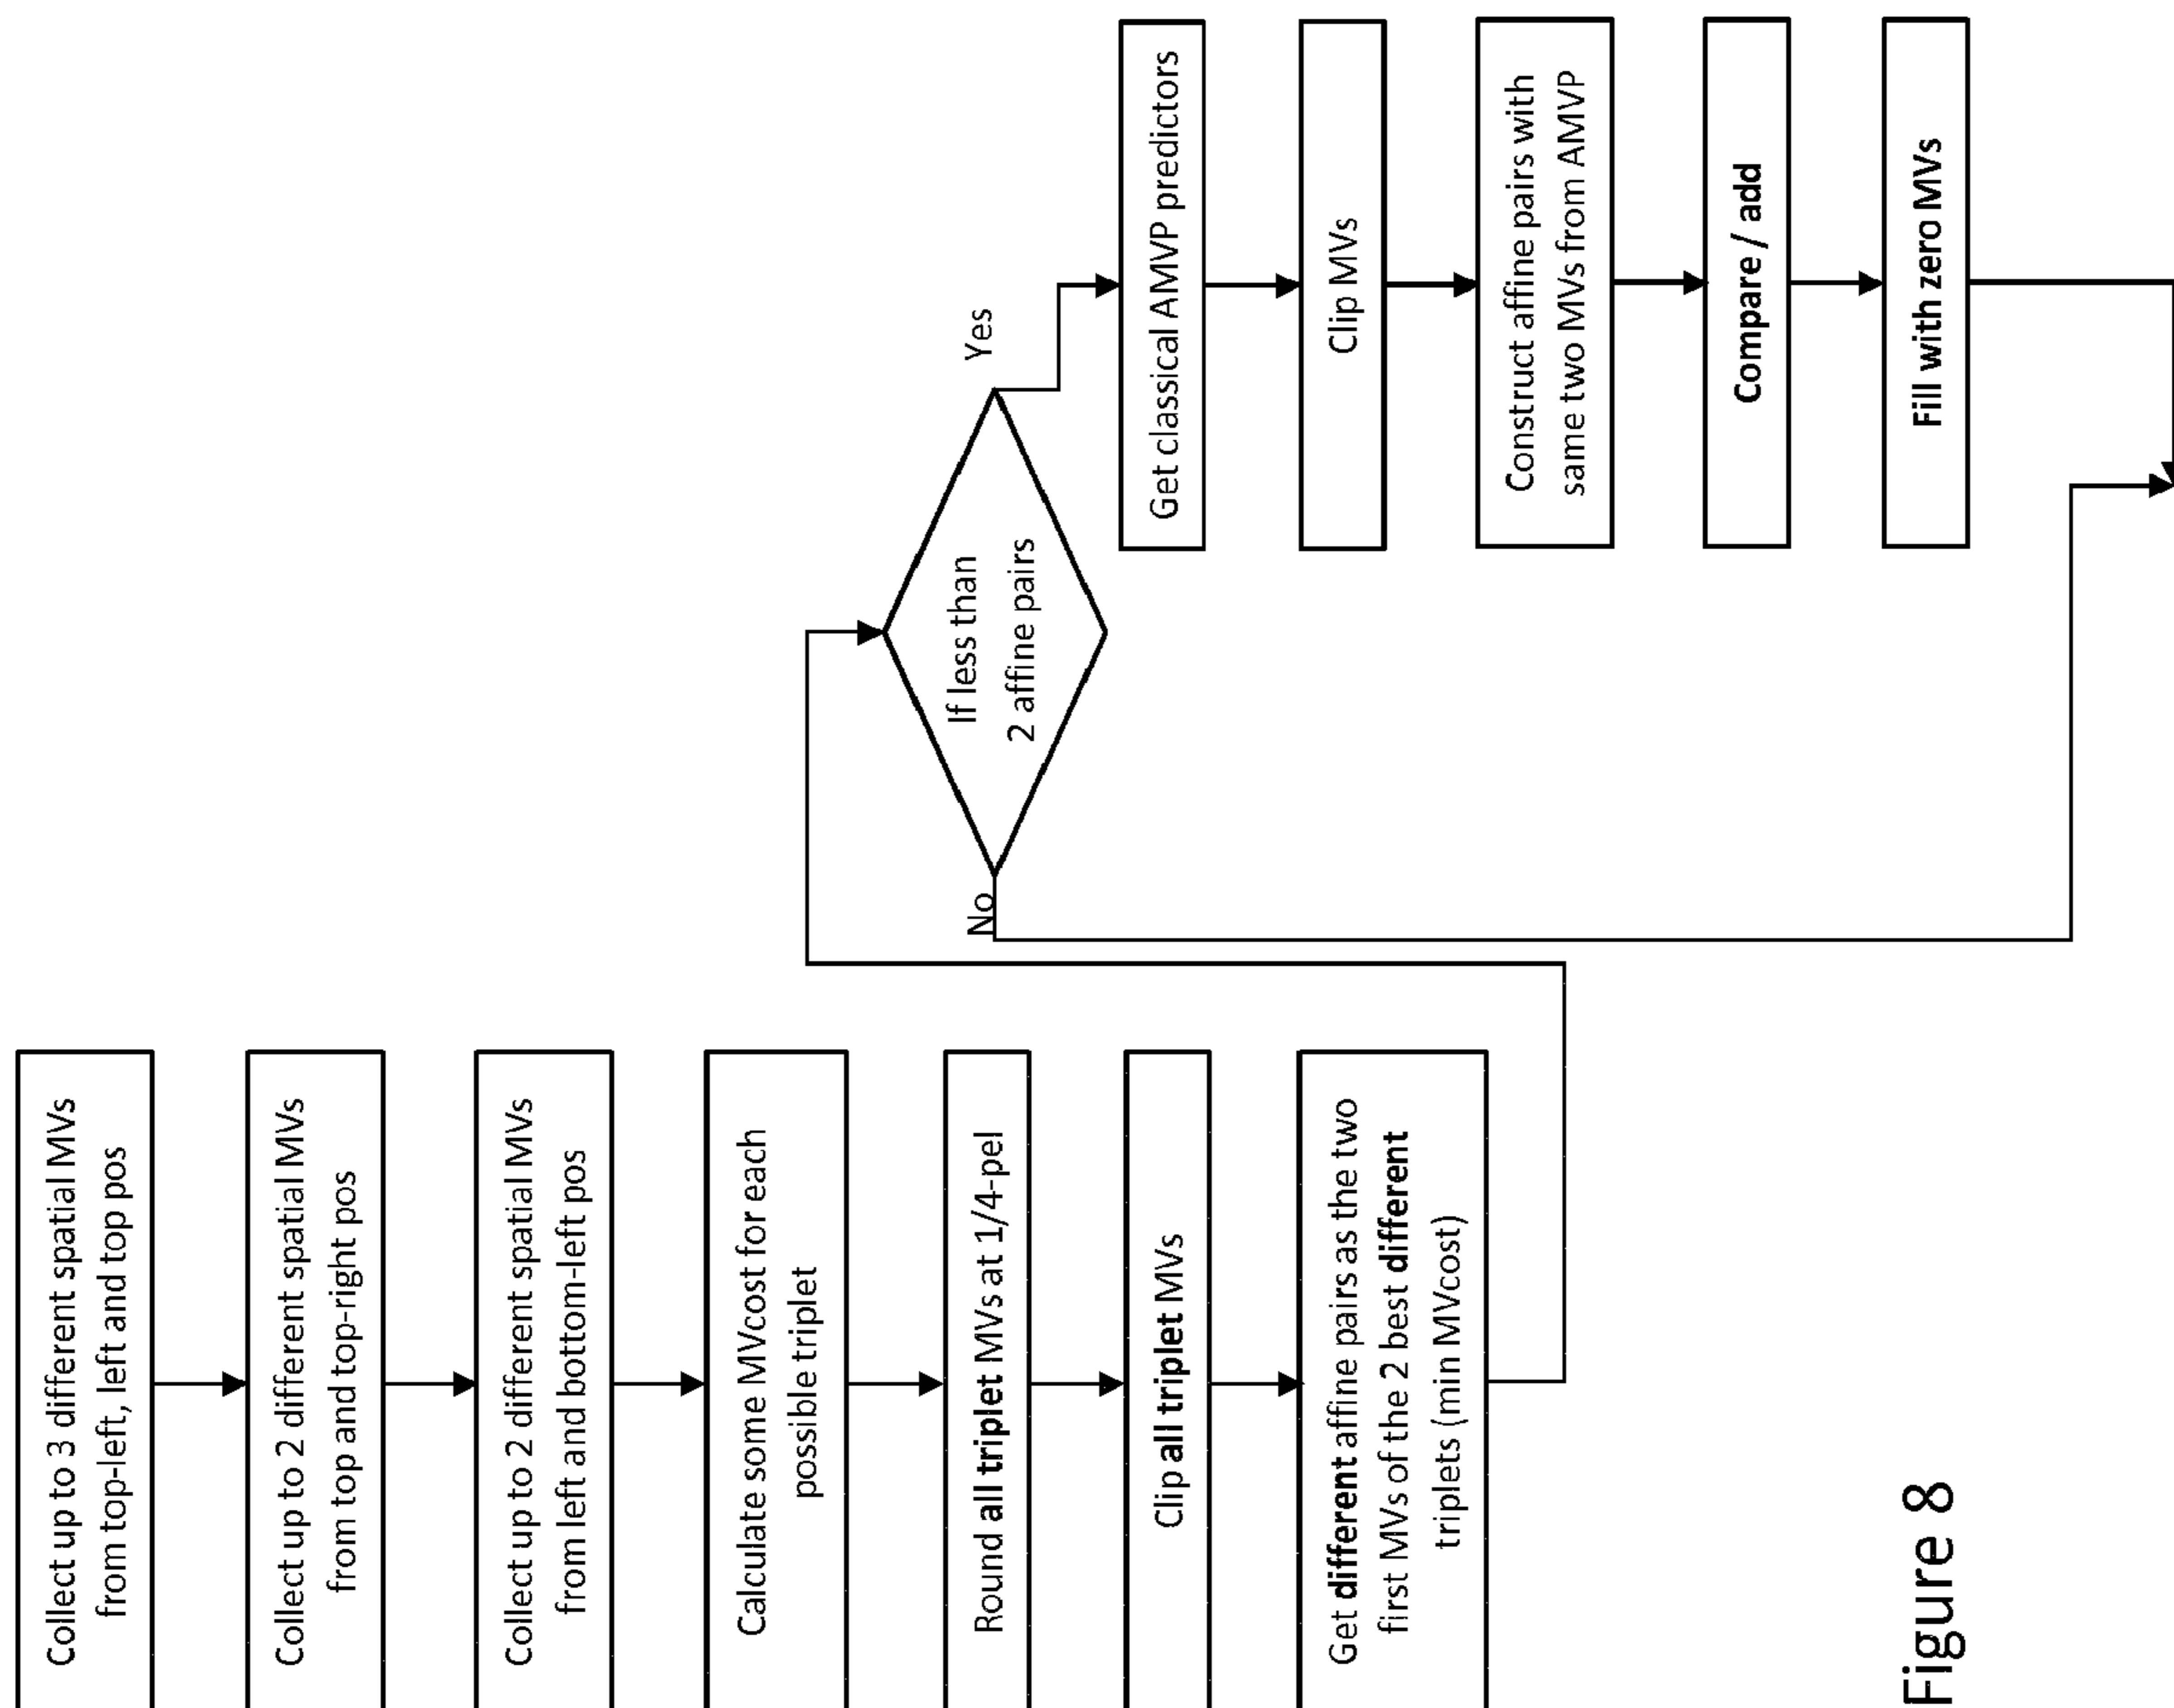 Collect up to 3 different spatial MVs
from top-left, left and top pos
Collect up to 2 different spatial MVs
from top and top-right pos
Collect up to 2 different spatial MVs
from left and bottom-left pos
Calculate some MVcost for each
possible triplet
Round all triplet MVs at 1/4-pel
Clip all triplet MVs
Get different affine pairs as the two
first MVs of the 2 best different
triplets (min MVcost)
If less than
2 affine pairs
No
Yes
Get classical AMVP predictors
Clip MVs
Construct affine pairs with
same two MVs from AMVP
Compare / add
Fill with zero MVs
Figure 8